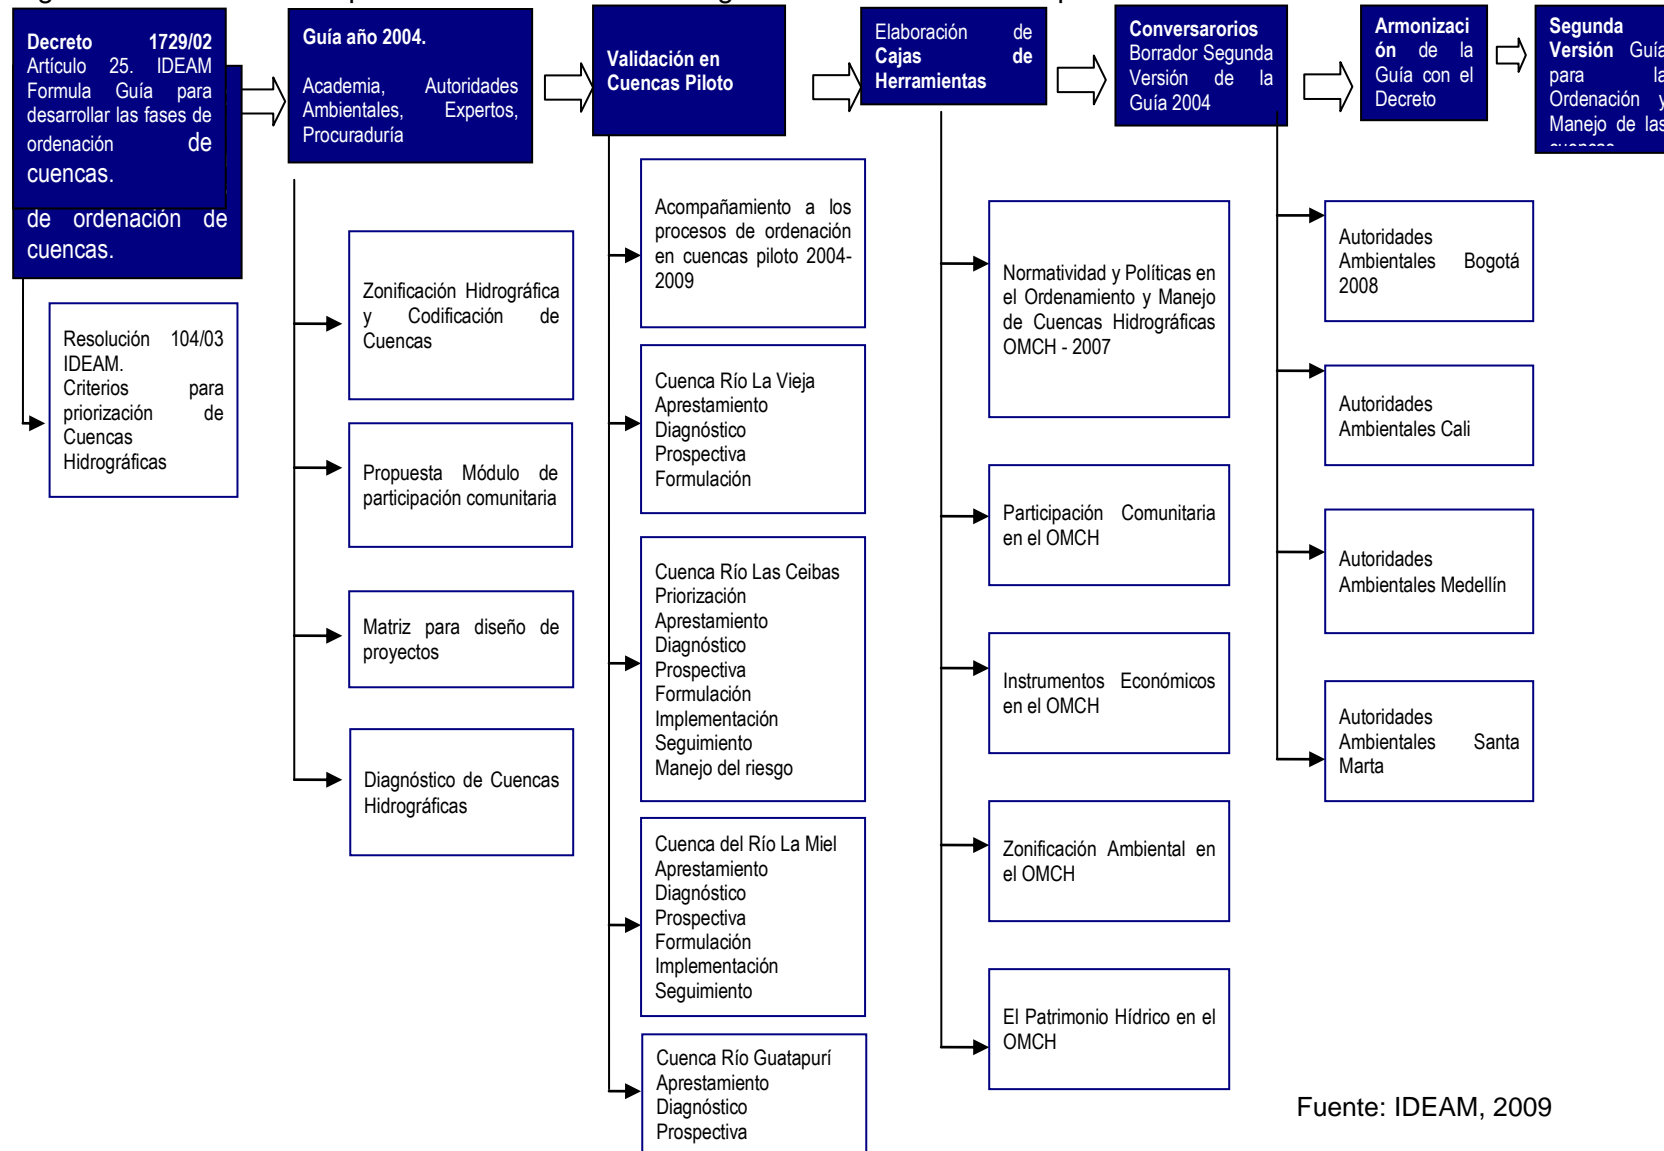 Decreto 1729/02
Artículo 25. IDEAM
Formula Guía para
desarrollar las fases de
ordenación de
cuencas.
de ordenación de
cuencas.
Resolución 104/03
IDEAM.
Criterios para
priorización de
Cuencas
Hidrográficas
Guía año 2004.
Academia, Autoridades
Ambientales, Expertos,
Procuraduría
Zonificación Hidrográfica
y Codificación de
Cuencas
Propuesta Módulo de
participación comunitaria
Matriz para diseño de
proyectos
Diagnóstico de Cuencas
Hidrográficas
Validación en
Cuencas Piloto
Acompañamiento a los
procesos de ordenación
en cuencas piloto 2004-
2009
Cuenca Río La Vieja
Aprestamiento
Diagnóstico
Prospectiva
Formulación
Cuenca Río Las Ceibas
Priorización
Aprestamiento
Diagnóstico
Prospectiva
Formulación
Implementación
Seguimiento
Manejo del riesgo
Cuenca del Río La Miel
Aprestamiento
Diagnóstico
Prospectiva
Formulación
Implementación
Seguimiento
Cuenca Río Guatapurí
Aprestamiento
Diagnóstico
Prospectiva
Elaboración de
Cajas de
Herramientas
Normatividad y Políticas en
el Ordenamiento y Manejo
de Cuencas Hidrográficas
OMCH - 2007
Participación Comunitaria
en el OMCH
Instrumentos Económicos
en el OMCH
Zonificación Ambiental en
el OMCH
El Patrimonio Hídrico en el
OMCH
Conversarorios
Borrador Segunda
Versión de la
Guía 2004
Autoridades
Ambientales Bogotá
2008
Autoridades
Ambientales Cali
Autoridades
Ambientales Medellín
Autoridades
Ambientales Santa
Marta
Armonizaci
ón de la
Guía con el
Decreto
Segunda
Versión Guía
para la
Ordenación y
Manejo de las
cuencas
Fuente: IDEAM, 2009